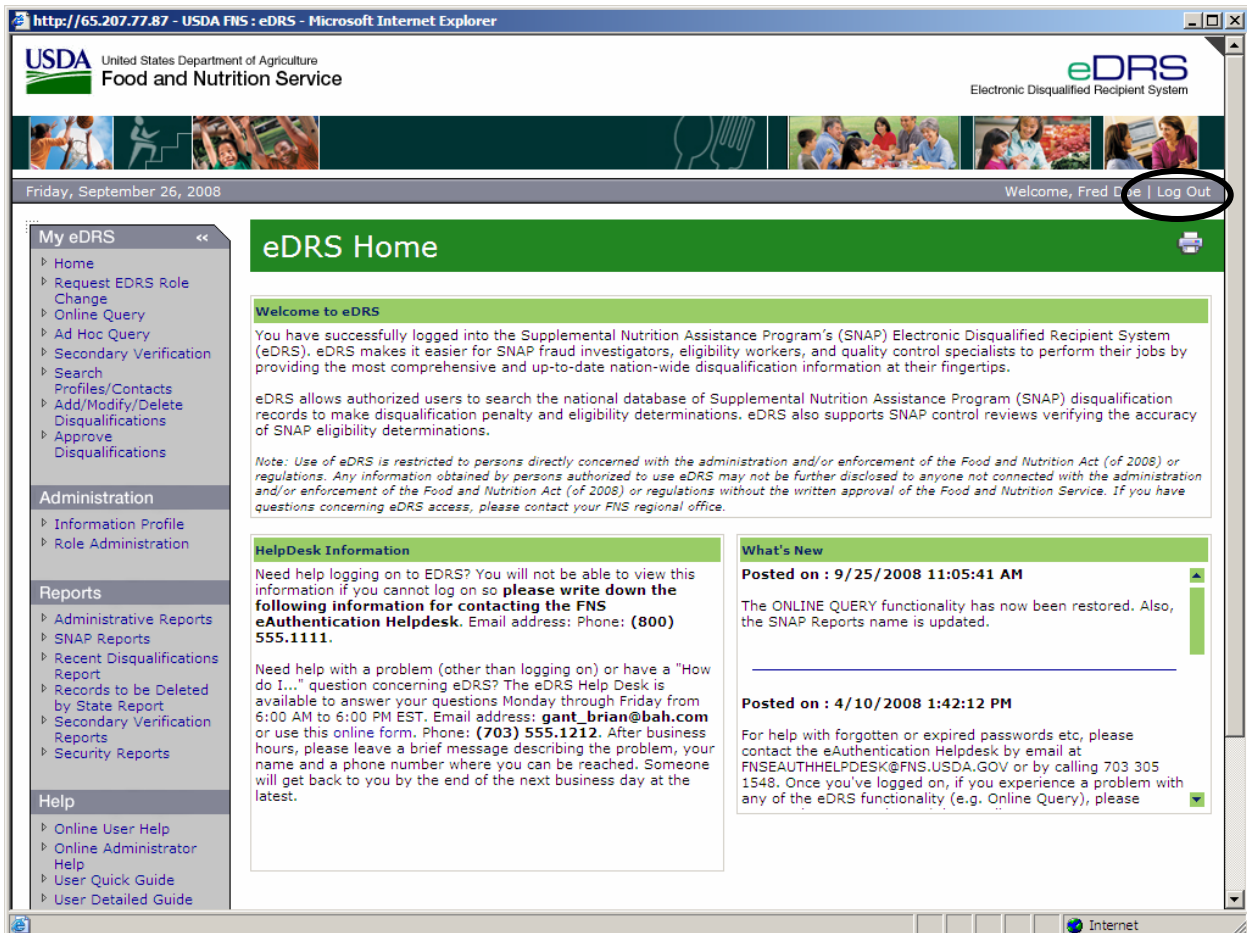 http://65.207.77.87 - USDA FNS : eDRS - Microsoft Internet Explorer
USDA
United States Department of Agriculture
Food and Nutrition Service
eDRS
Electronic Disqualified Recipient System
Friday, September 26, 2008
Welcome, Fred Doe | Log Out
My eDRS <<
Home
Request EDRS Role
Change
Online Query
Ad Hoc Query
Secondary Verification
Search
Profiles/Contacts
Add/Modify/Delete
Disqualifications
Approve
Disqualifications
Administration
Information Profile
Role Administration
Reports
Administrative Reports
SNAP Reports
Recent Disqualifications
Report
Records to be Deleted
by State Report
Secondary Verification
Reports
Security Reports
Help
Online User Help
Online Administrator
Help
User Quick Guide
User Detailed Guide
eDRS Home
Welcome to eDRS
You have successfully logged into the Supplemental Nutrition Assistance Program's (SNAP) Electronic Disqualified Recipient System
(eDRS). eDRS makes it easier for SNAP fraud investigators, eligibility workers, and quality control specialists to perform their jobs by
providing the most comprehensive and up-to-date nation-wide disqualification information at their fingertips.
eDRS allows authorized users to search the national database of Supplemental Nutrition Assistance Program (SNAP) disqualification
records to make disqualification penalty and eligibility determinations. eDRS also supports SNAP control reviews verifying the accuracy
of SNAP eligibility determinations.
Note: Use of eDRS is restricted to persons directly concerned with the administration and/or enforcement of the Food and Nutrition Act (of 2008) or
regulations. Any information obtained by persons authorized to use eDRS may not be further disclosed to anyone not connected with the administration
and/or enforcement of the Food and Nutrition Act (of 2008) or regulations without the written approval of the Food and Nutrition Service. If you have
questions concerning eDRS access, please contact your FNS regional office.
HelpDesk Information
Need help logging on to EDRS? You will not be able to view this
information if you cannot log on so please write down the
following information for contacting the FNS
eAuthentication Helpdesk. Email address: Phone: (800)
555.1111.
Need help with a problem (other than logging on) or have a "How
do I..." question concerning eDRS? The eDRS Help Desk is
available to answer your questions Monday through Friday from
6:00 AM to 6:00 PM EST. Email address: gant_brian@bah.com
or use this online form. Phone: (703) 555.1212. After business
hours, please leave a brief message describing the problem, your
name and a phone number where you can be reached. Someone
will get back to you by the end of the next business day at the
latest.
What's New
Posted on : 9/25/2008 11:05:41 AM
The ONLINE QUERY functionality has now been restored. Also,
the SNAP Reports name is updated.
Posted on : 4/10/2008 1:42:12 PM
For help with forgotten or expired passwords etc, please
contact the eAuthentication Helpdesk by email at
FNSEAUTHHELPDESK@FNS.USDA.GOV or by calling 703 305
1548. Once you've logged on, if you experience a problem with
any of the eDRS functionality (e.g. Online Query), please
Internet